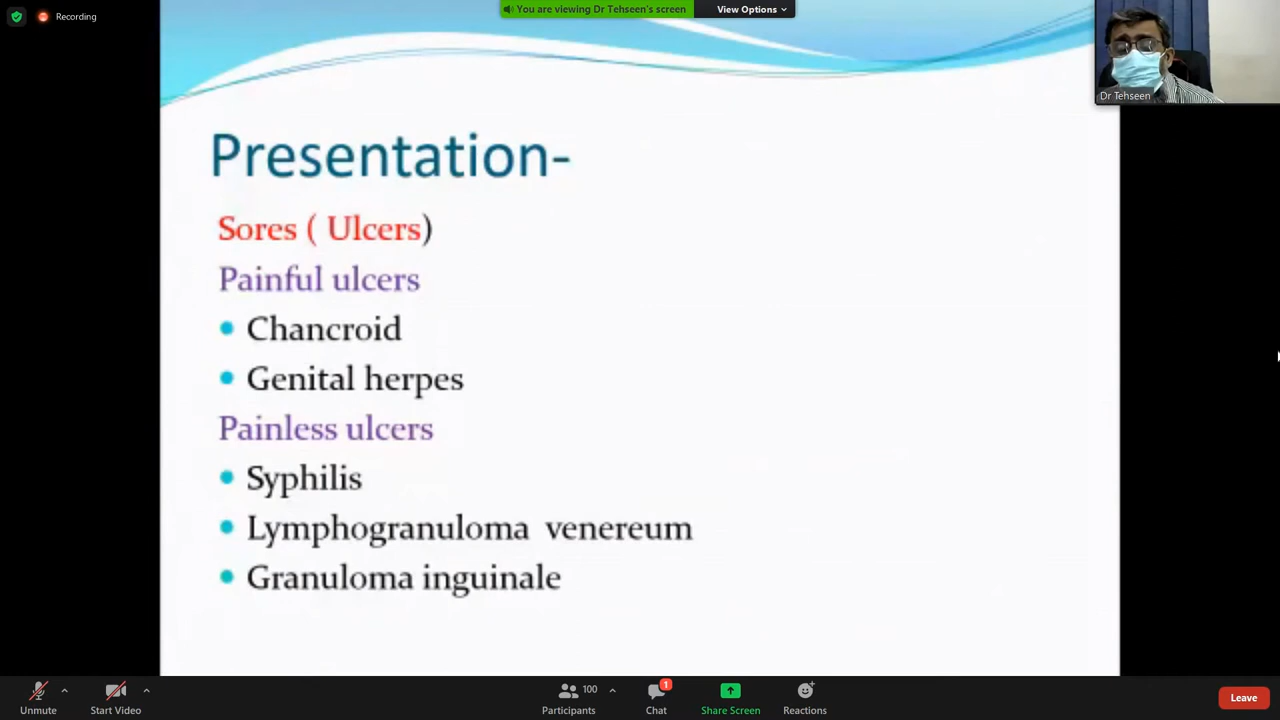 Recording
You are viewing Dr Tehseen's screen
View Options
Dr Tehseen
Presentation-
Sores ( Ulcers)
Painful ulcers
Chancroid
Genital herpes
Painless ulcers
Syphilis
Lymphogranuloma venereum
Granuloma inguinale
Unmute
Start Video
100
Participants
1
Chat
Share Screen
Reactions
Leave